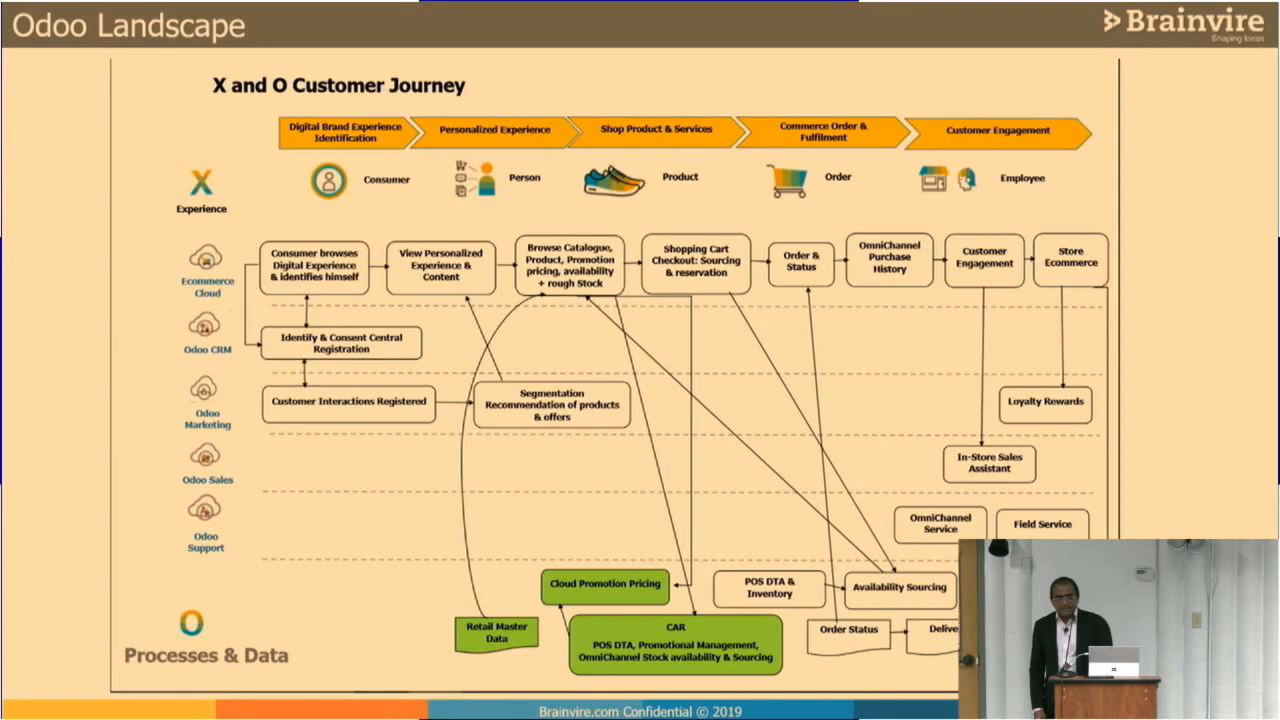 Odoo Landscape
Brainvire
Shaping Ideas
X and O Customer Journey
Digital Brand Experience
Identification
Personalized Experience
Shop Product & Services
Commerce Order &
Fulfilment
Customer Engagement
X
Experience
Consumer
Person
Product
Order
Employee
Ecommerce
Cloud
Consumer browses
Digital Experience
& identifies himself
View Personalized
Experience &
Content
Browse Catalogue,
Product, Promotion
pricing, availability
+ rough Stock
Shopping Cart
Checkout: Sourcing
& reservation
Order &
Status
OmniChannel
Purchase
History
Customer
Engagement
Store
Ecommerce
Odoo CRM
Identify & Consent Central
Registration
Odoo
Marketing
Customer Interactions Registered
Segmentation
Recommendation of products
& offers
Loyalty Rewards
Odoo Sales
In-Store Sales
Assistant
Odoo
Support
OmniChannel
Service
Field Service
O
Processes & Data
Cloud Promotion Pricing
POS DTA &
Inventory
Availability Sourcing
Retail Master
Data
CAR
POS DTA, Promotional Management,
OmniChannel Stock availability & Sourcing
Order Status
Delive
Brainvire.com Confidential © 2019